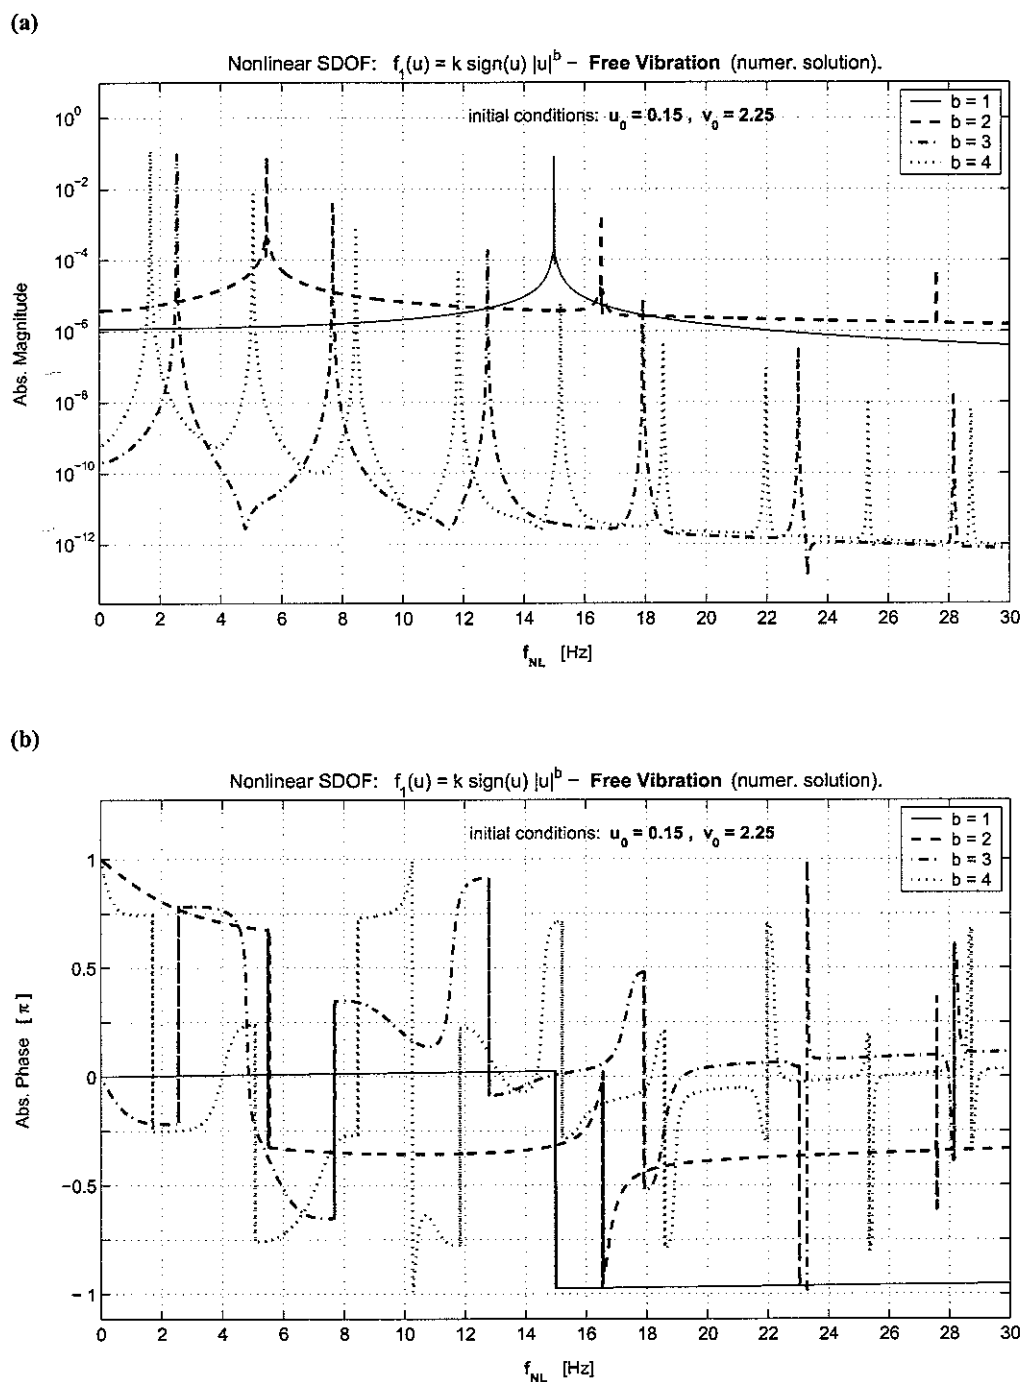 (a)
Nonlinear SDOF: f₁(u) = k sign(u) |u|ᵇ − Free Vibration (numer. solution).
initial conditions: u₀ = 0.15 , v₀ = 2.25
b = 1
b = 2
b = 3
b = 4
10⁰
10⁻²
10⁻⁴
10⁻⁶
10⁻⁸
10⁻¹⁰
10⁻¹²
Abs. Magnitude
0 2 4 6 8 10 12 14 16 18 20 22 24 26 28 30
f_NL [Hz]
(b)
Nonlinear SDOF: f₁(u) = k sign(u) |u|ᵇ − Free Vibration (numer. solution).
initial conditions: u₀ = 0.15 , v₀ = 2.25
b = 1
b = 2
b = 3
b = 4
1
0.5
0
−0.5
−1
Abs. Phase [ π ]
0 2 4 6 8 10 12 14 16 18 20 22 24 26 28 30
f_NL [Hz]